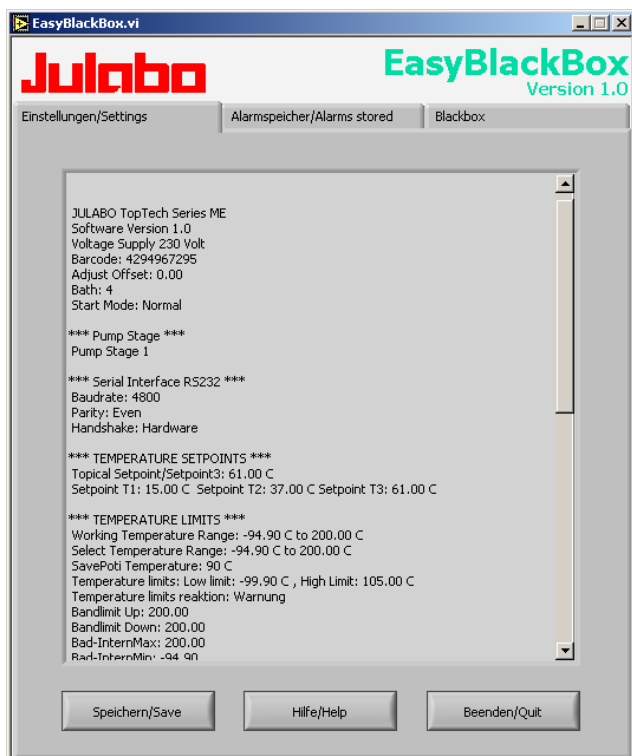 EasyBlackBox.vi
Julabo
EasyBlackBox
Version 1.0
Einstellungen/Settings
Alarmspeicher/Alarms stored
Blackbox
JULABO TopTech Series ME
Software Version 1.0
Voltage Supply 230 Volt
Barcode: 4294967295
Adjust Offset: 0.00
Bath: 4
Start Mode: Normal
*** Pump Stage ***
Pump Stage 1
*** Serial Interface RS232 ***
Baudrate: 4800
Parity: Even
Handshake: Hardware
*** TEMPERATURE SETPOINTS ***
Topical Setpoint/Setpoint3: 61.00 C
Setpoint T1: 15.00 C Setpoint T2: 37.00 C Setpoint T3: 61.00 C
*** TEMPERATURE LIMITS ***
Working Temperature Range: -94.90 C to 200.00 C
Select Temperature Range: -94.90 C to 200.00 C
SavePoti Temperature: 90 C
Temperature limits: Low limit: -99.90 C , High Limit: 105.00 C
Temperature limits reaktion: Warnung
Bandlimit Up: 200.00
Bandlimit Down: 200.00
Bad-InternMax: 200.00
Bad-InternMin: -94.90
Speichern/Save
Hilfe/Help
Beenden/Quit